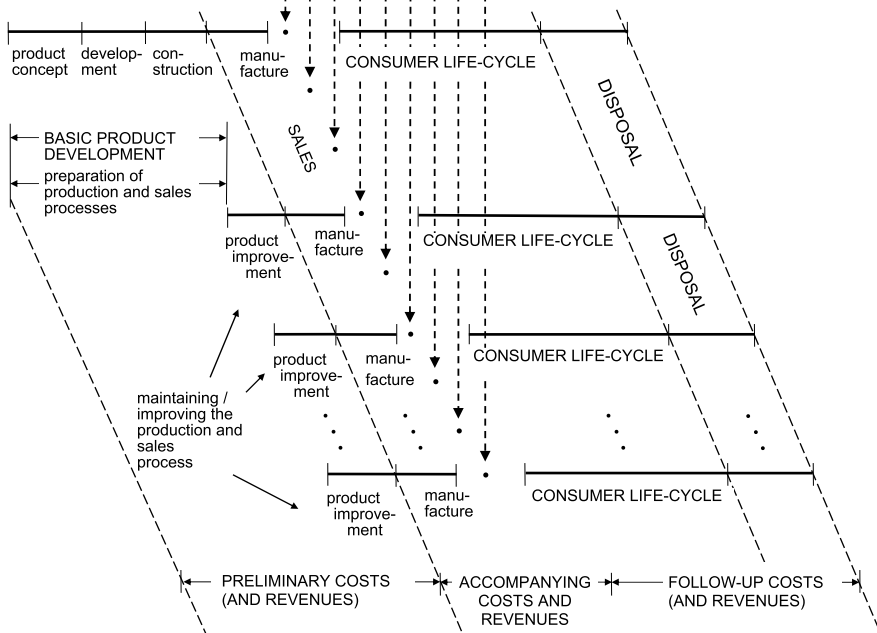 product
concept
develop-
ment
con-
struction
manu-
facture
CONSUMER LIFE-CYCLE
DISPOSAL
SALES
BASIC PRODUCT
DEVELOPMENT
preparation of
production and sales
processes
product
improve-
ment
manu-
facture
CONSUMER LIFE-CYCLE
DISPOSAL
product
improve-
ment
manu-
facture
CONSUMER LIFE-CYCLE
maintaining /
improving the
production and
sales
process
product
improve-
ment
manu-
facture
CONSUMER LIFE-CYCLE
PRELIMINARY COSTS
(AND REVENUES)
ACCOMPANYING
COSTS AND
REVENUES
FOLLOW-UP COSTS
(AND REVENUES)